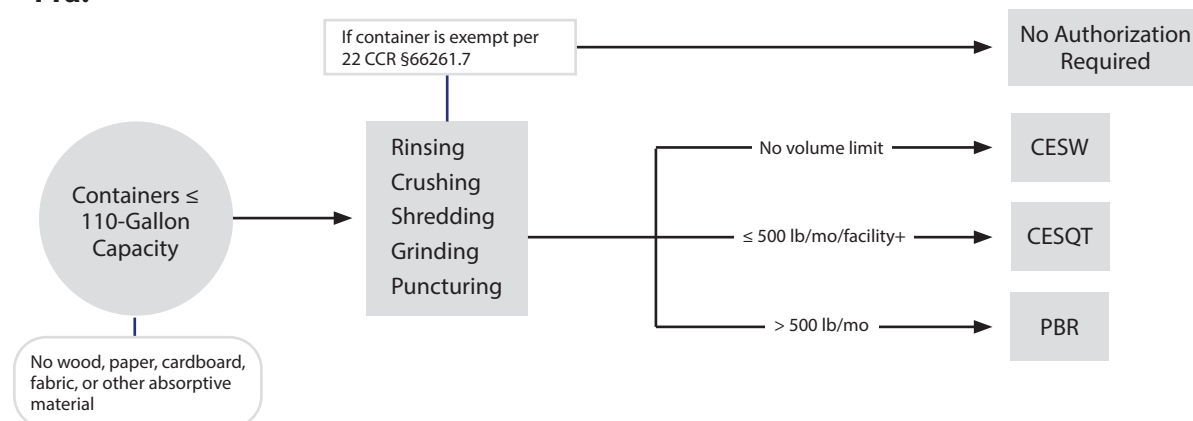 If container is exempt per
22 CCR §66261.7
No Authorization
Required
Containers ≤
110-Gallon
Capacity
Rinsing
Crushing
Shredding
Grinding
Puncturing
No volume limit
CESW
≤ 500 lb/mo/facility+
CESQT
> 500 lb/mo
PBR
No wood, paper, cardboard,
fabric, or other absorptive
material